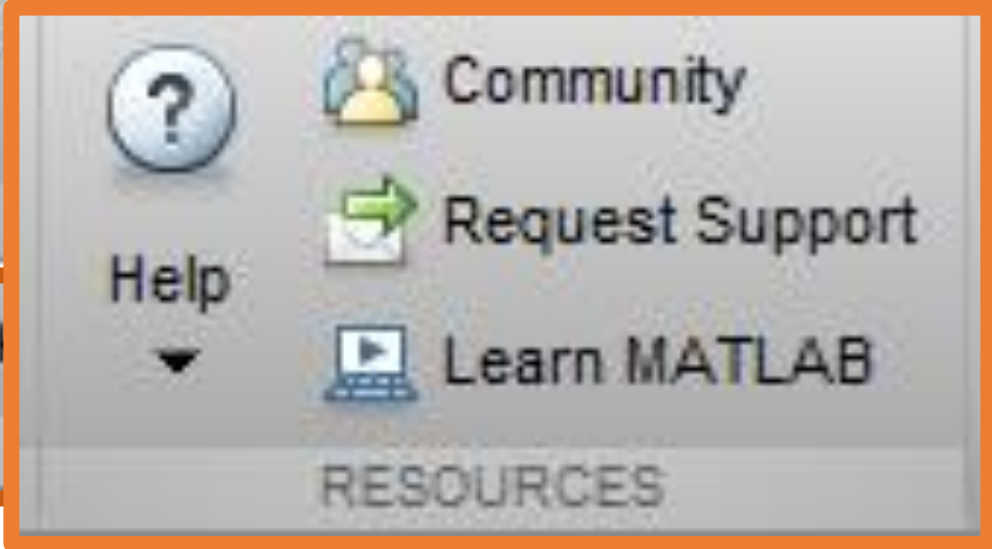 Community
Request Support
Help
Learn MATLAB
RESOURCES